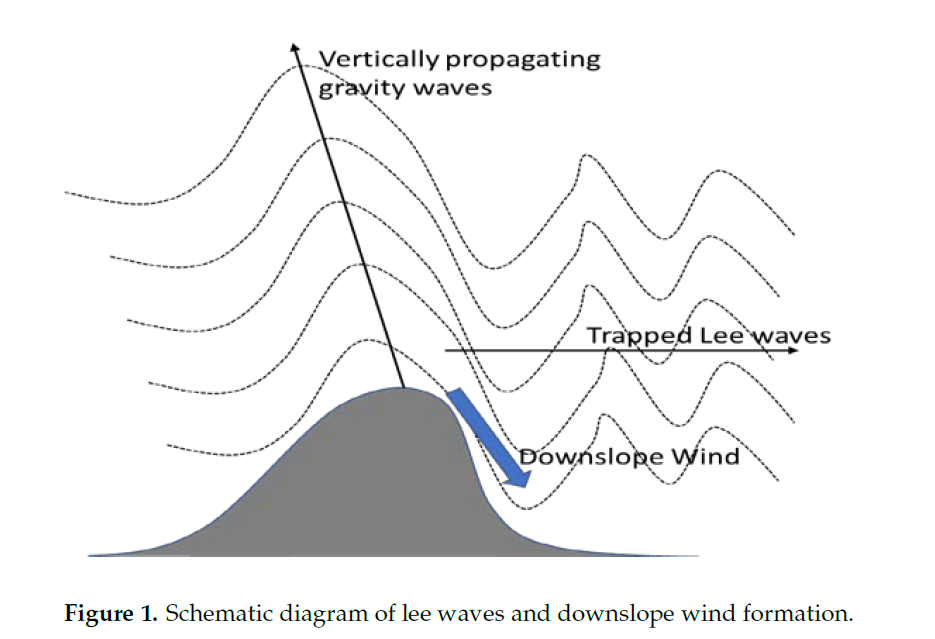 Vertically propagating
gravity waves
Trapped Lee waves
Downslope Wind
Figure 1. Schematic diagram of lee waves and downslope wind formation.